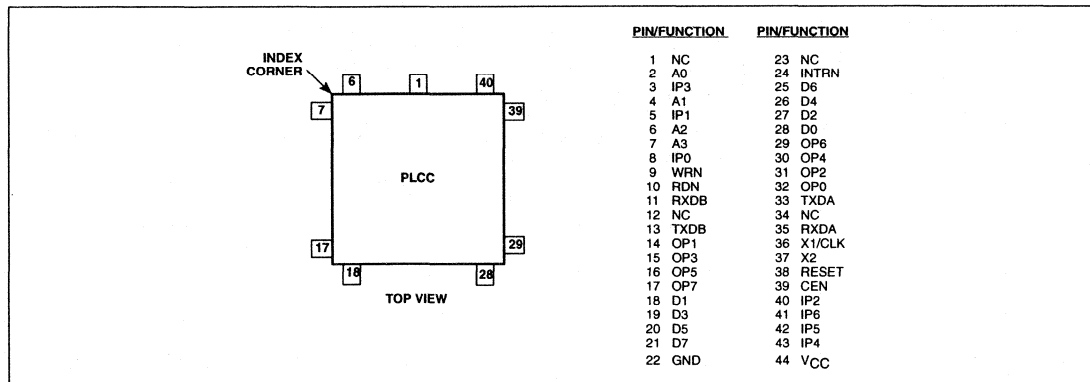 INDEX
CORNER
6 1 40
7 39
PLCC
17 29
18 28
TOP VIEW
PIN/FUNCTION
1 NC
2 A0
3 IP3
4 A1
5 IP1
6 A2
7 A3
8 IP0
9 WRN
10 RDN
11 RXDB
12 NC
13 TXDB
14 OP1
15 OP3
16 OP5
17 OP7
18 D1
19 D3
20 D5
21 D7
22 GND
PIN/FUNCTION
23 NC
24 INTRN
25 D6
26 D4
27 D2
28 D0
29 OP6
30 OP4
31 OP2
32 OP0
33 TXDA
34 NC
35 RXDA
36 X1/CLK
37 X2
38 RESET
39 CEN
40 IP2
41 IP6
42 IP5
43 IP4
44 VCC